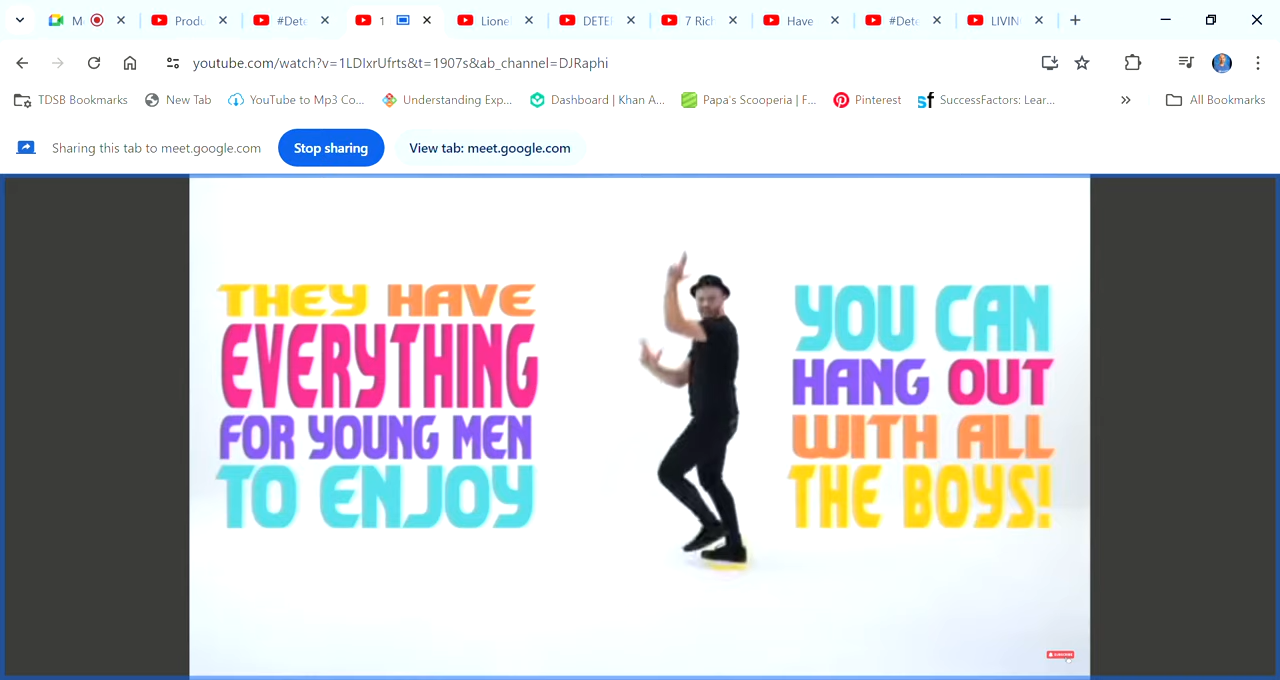 M
Produ
#Dete
1
Lione
DETE
7 Rich
Have
#Dete
LIVIN
youtube.com/watch?v=1LDIxrUfrts&t=1907s&ab_channel=DJRaphi
TDSB Bookmarks
New Tab
YouTube to Mp3 Co...
Understanding Exp...
Dashboard | Khan A...
Papa's Scooperia | F...
Pinterest
SuccessFactors: Lear...
All Bookmarks
Sharing this tab to meet.google.com
Stop sharing
View tab: meet.google.com
THEY HAVE
EVERYTHING
FOR YOUNG MEN
TO ENJOY
YOU CAN
HANG OUT
WITH ALL
THE BOYS!
SUBSCRIBE